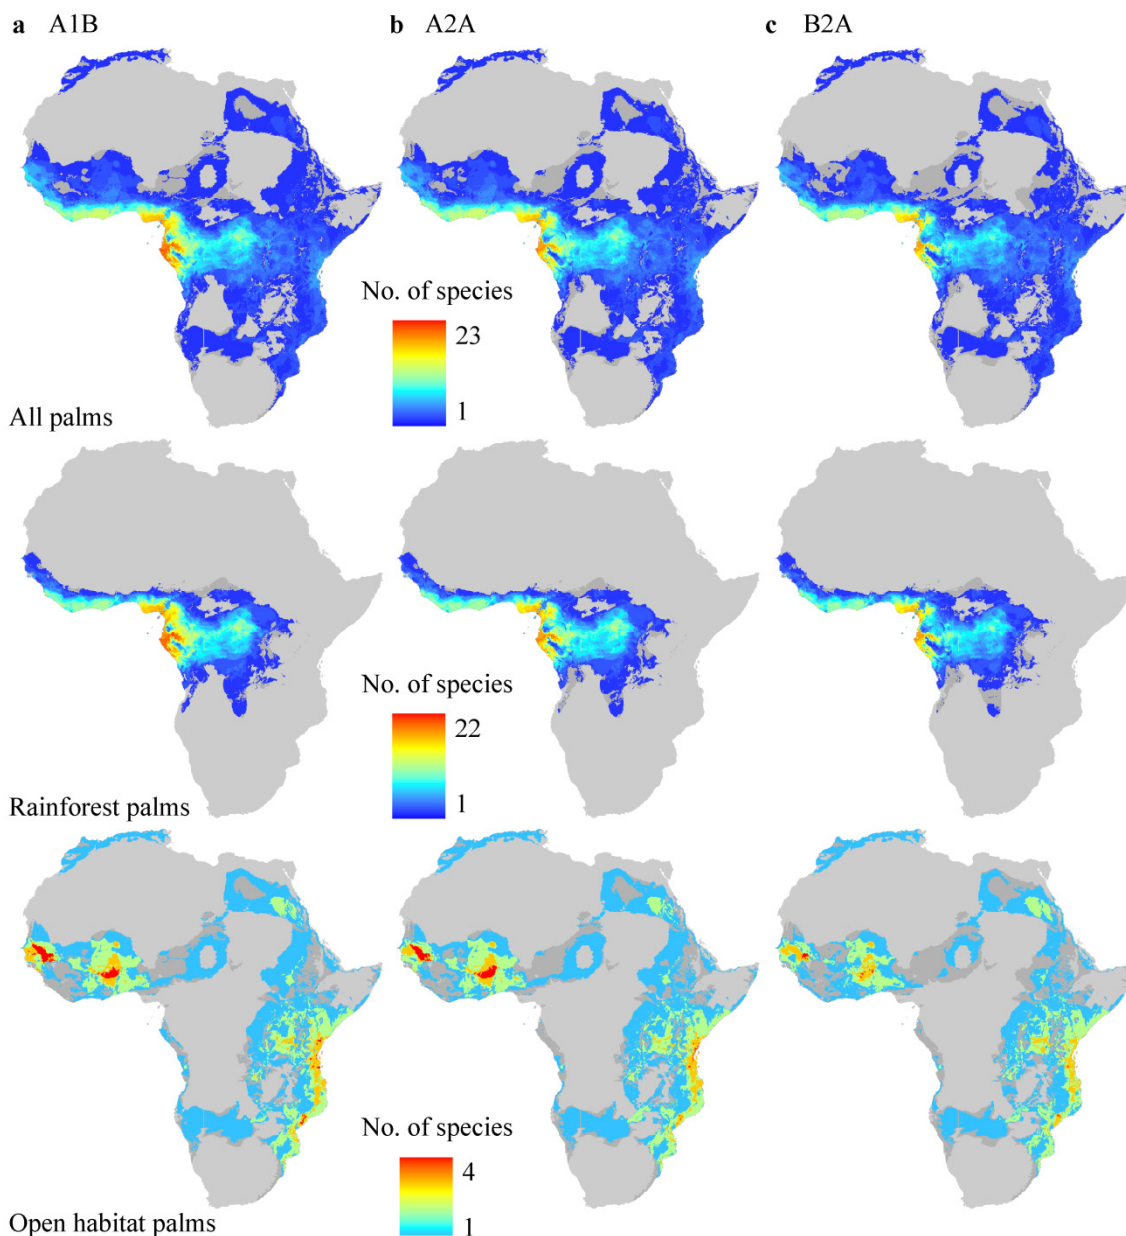 a A1B
b A2A
c B2A
No. of species
23
1
All palms
No. of species
22
1
Rainforest palms
No. of species
4
1
Open habitat palms